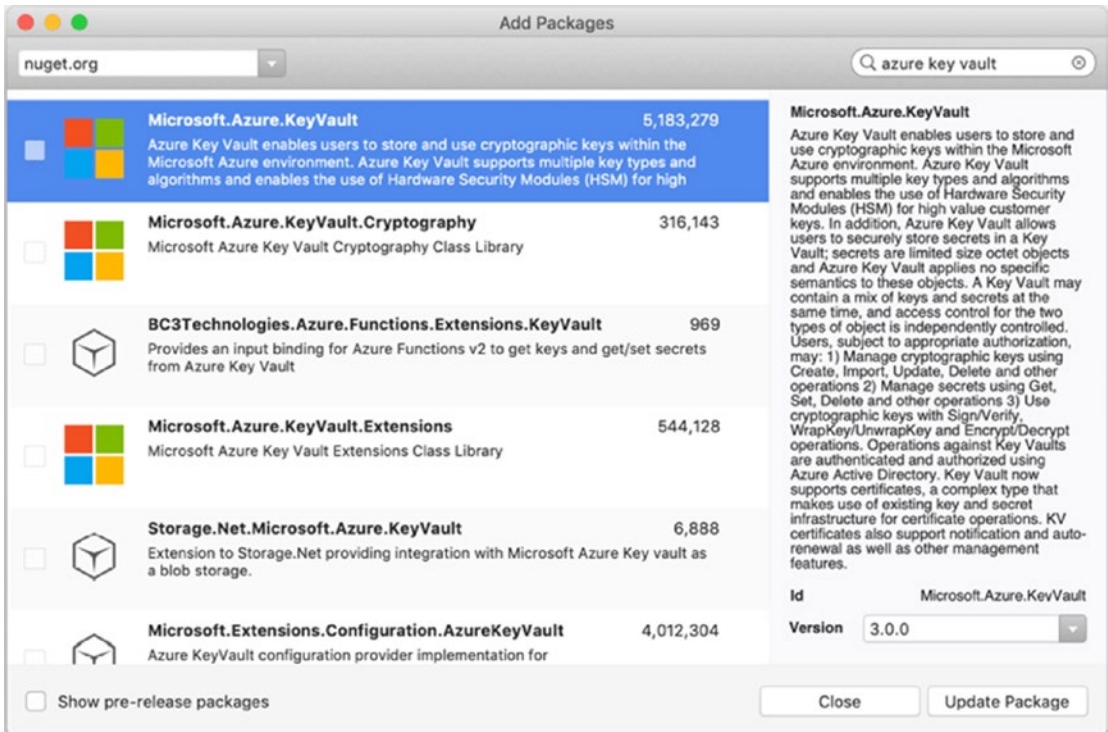 Add Packages
nuget.org
azure key vault
Microsoft.Azure.KeyVault 5,183,279
Azure Key Vault enables users to store and use cryptographic keys within the
Microsoft Azure environment. Azure Key Vault supports multiple key types and
algorithms and enables the use of Hardware Security Modules (HSM) for high
Microsoft.Azure.KeyVault.Cryptography 316,143
Microsoft Azure Key Vault Cryptography Class Library
BC3Technologies.Azure.Functions.Extensions.KeyVault 969
Provides an input binding for Azure Functions v2 to get keys and get/set secrets
from Azure Key Vault
Microsoft.Azure.KeyVault.Extensions 544,128
Microsoft Azure Key Vault Extensions Class Library
Storage.Net.Microsoft.Azure.KeyVault 6,888
Extension to Storage.Net providing integration with Microsoft Azure Key vault as
a blob storage.
Microsoft.Extensions.Configuration.AzureKeyVault 4,012,304
Azure KeyVault configuration provider implementation for
Microsoft.Azure.KeyVault
Azure Key Vault enables users to store and
use cryptographic keys within the Microsoft
Azure environment. Azure Key Vault
supports multiple key types and algorithms
and enables the use of Hardware Security
Modules (HSM) for high value customer
keys. In addition, Azure Key Vault allows
users to securely store secrets in a Key
Vault; secrets are limited size octet objects
and Azure Key Vault applies no specific
semantics to these objects. A Key Vault may
contain a mix of keys and secrets at the
same time, and access control for the two
types of object is independently controlled.
Users, subject to appropriate authorization,
may: 1) Manage cryptographic keys using
Create, Import, Update, Delete and other
operations 2) Manage secrets using Get,
Set, Delete and other operations 3) Use
cryptographic keys with Sign/Verify,
WrapKey/UnwrapKey and Encrypt/Decrypt
operations. Operations against Key Vaults
are authenticated and authorized using
Azure Active Directory. Key Vault now
supports certificates, a complex type that
makes use of existing key and secret
infrastructure for certificate operations. KV
certificates also support notification and auto-
renewal as well as other management
features.
Id Microsoft.Azure.KeyVault
Version 3.0.0
Show pre-release packages
Close
Update Package